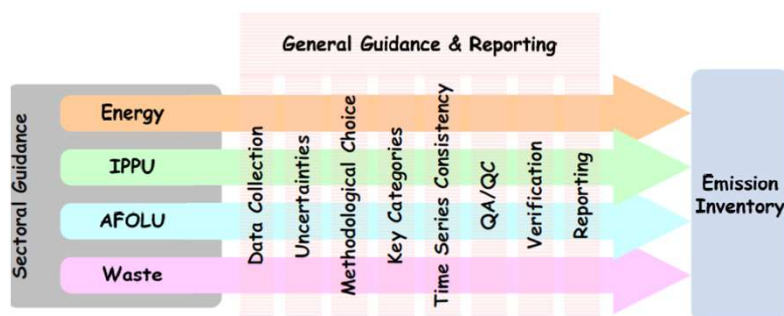 General Guidance & Reporting
Sectoral Guidance
Energy
IPPU
AFOLU
Waste
Data Collection
Uncertainties
Methodological Choice
Key Categories
Time Series Consistency
QA/QC
Verification
Reporting
Emission
Inventory